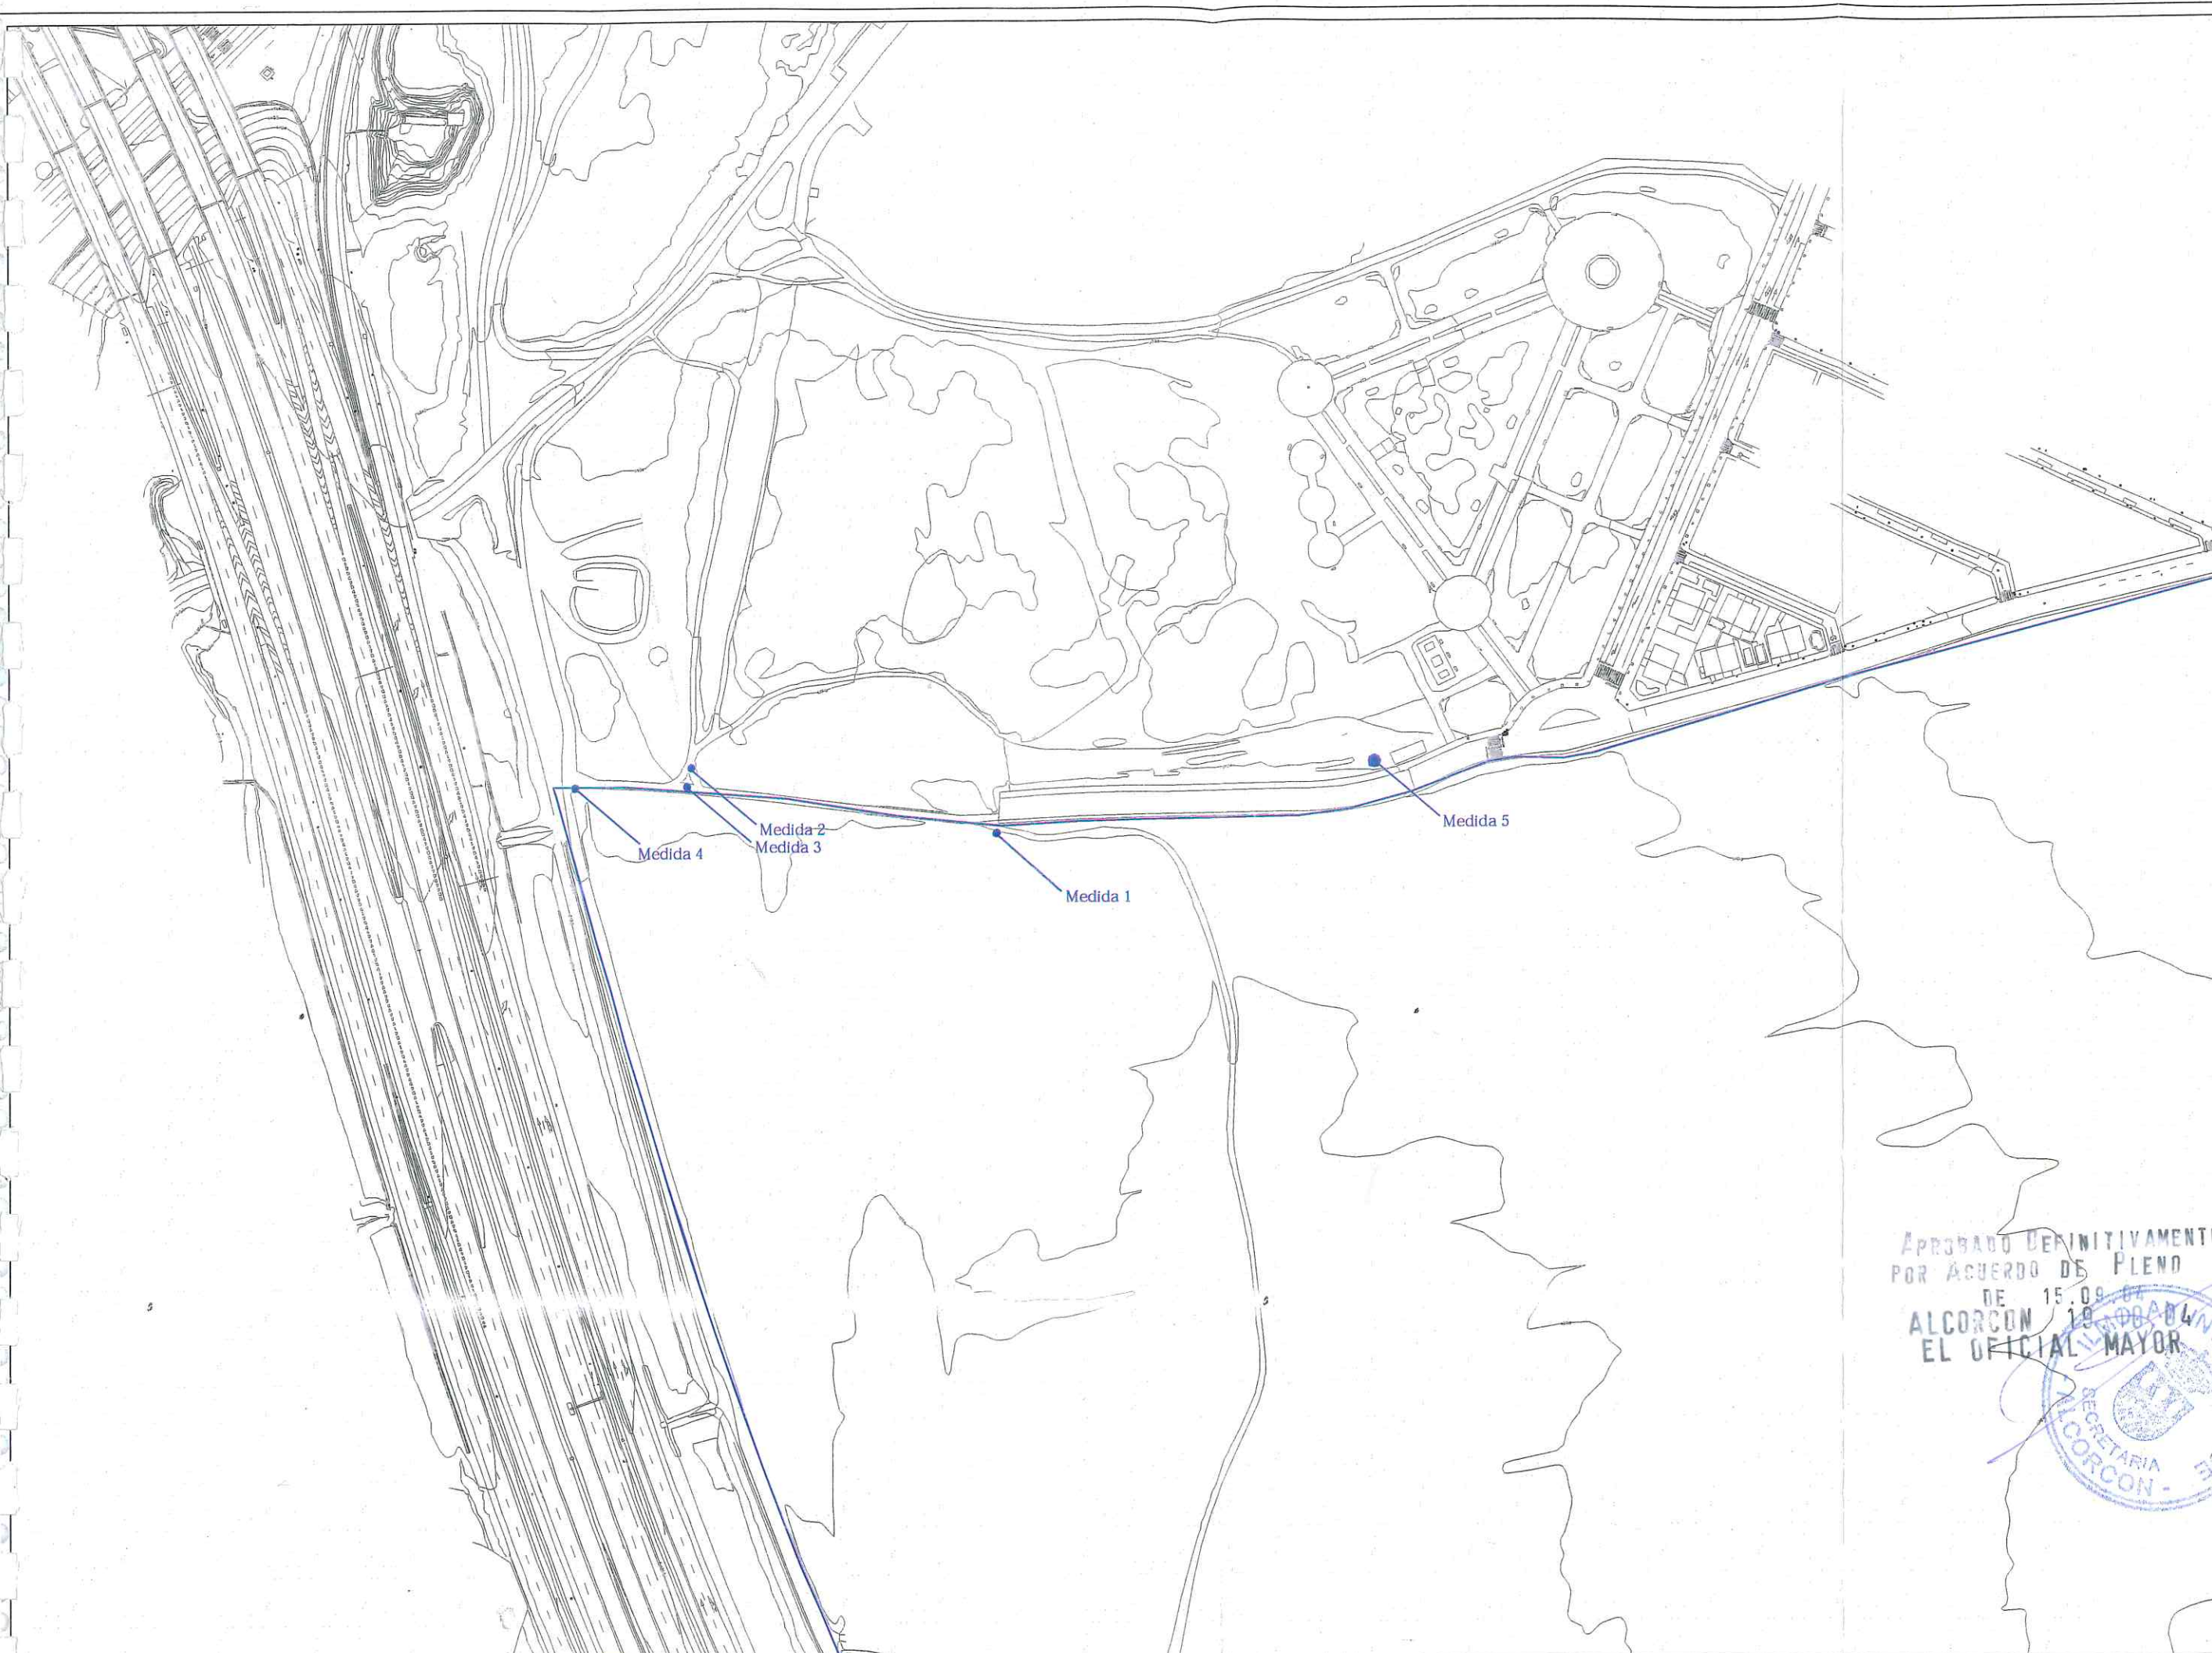 Medida 2
Medida 3
Medida 4
Medida 5
Medida 1
APROBADO DEFINITIVAMENTE
POR ACUERDO DE PLENO
DE 15.09.04
ALCORCON
EL OFICIAL MAYOR
SECRETARIA
ALCORCON -